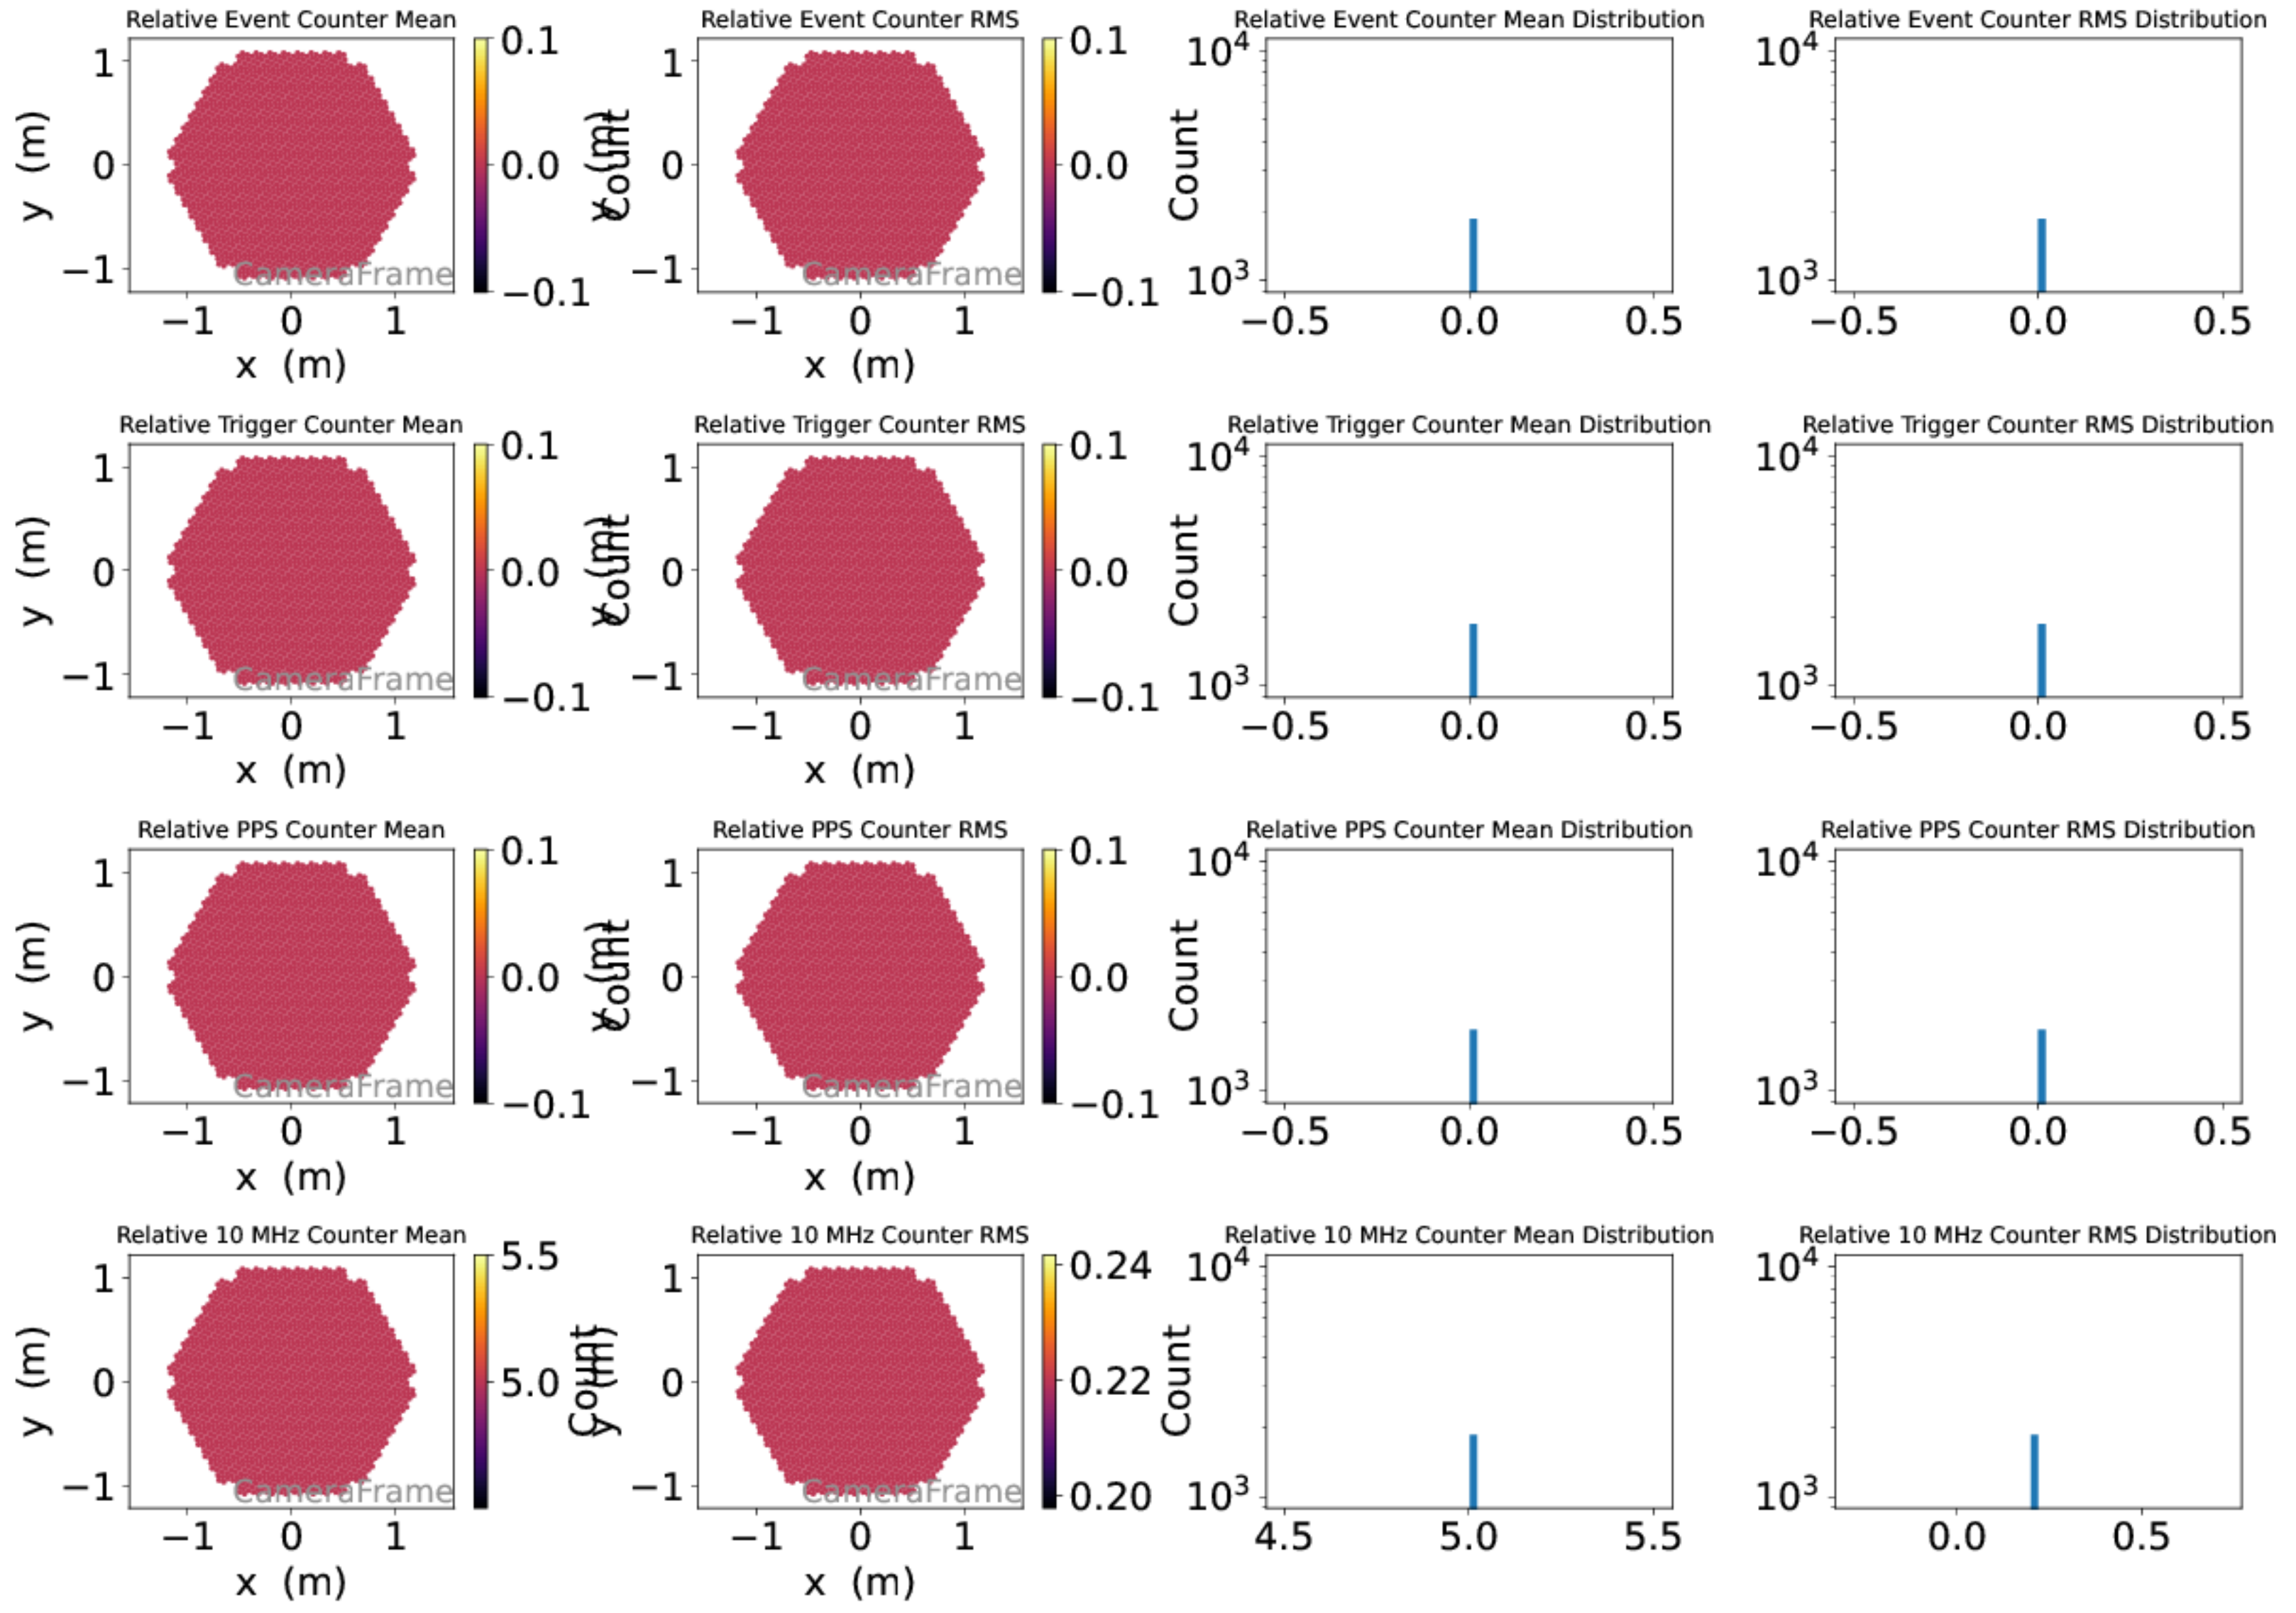 Relative Event Counter Mean
Relative Event Counter RMS
Relative Event Counter Mean Distribution
Relative Event Counter RMS Distribution
y (m)
1
0
−1
CameraFrame
−1 0 1
x (m)
0.1
0.0
−0.1
Count
y (m)
1
0
−1
CameraFrame
−1 0 1
x (m)
0.1
0.0
−0.1
Count
10⁴
10³
−0.5 0.0 0.5
10⁴
10³
−0.5 0.0 0.5
Relative Trigger Counter Mean
Relative Trigger Counter RMS
Relative Trigger Counter Mean Distribution
Relative Trigger Counter RMS Distribution
y (m)
1
0
−1
CameraFrame
−1 0 1
x (m)
0.1
0.0
−0.1
Count
y (m)
1
0
−1
CameraFrame
−1 0 1
x (m)
0.1
0.0
−0.1
Count
10⁴
10³
−0.5 0.0 0.5
10⁴
10³
−0.5 0.0 0.5
Relative PPS Counter Mean
Relative PPS Counter RMS
Relative PPS Counter Mean Distribution
Relative PPS Counter RMS Distribution
y (m)
1
0
−1
CameraFrame
−1 0 1
x (m)
0.1
0.0
−0.1
Count
y (m)
1
0
−1
CameraFrame
−1 0 1
x (m)
0.1
0.0
−0.1
Count
10⁴
10³
−0.5 0.0 0.5
10⁴
10³
−0.5 0.0 0.5
Relative 10 MHz Counter Mean
Relative 10 MHz Counter RMS
Relative 10 MHz Counter Mean Distribution
Relative 10 MHz Counter RMS Distribution
y (m)
1
0
−1
CameraFrame
−1 0 1
x (m)
5.5
5.0
Count
y (m)
1
0
−1
CameraFrame
−1 0 1
x (m)
0.24
0.22
0.20
Count
10⁴
10³
4.5 5.0 5.5
10⁴
10³
0.0 0.5